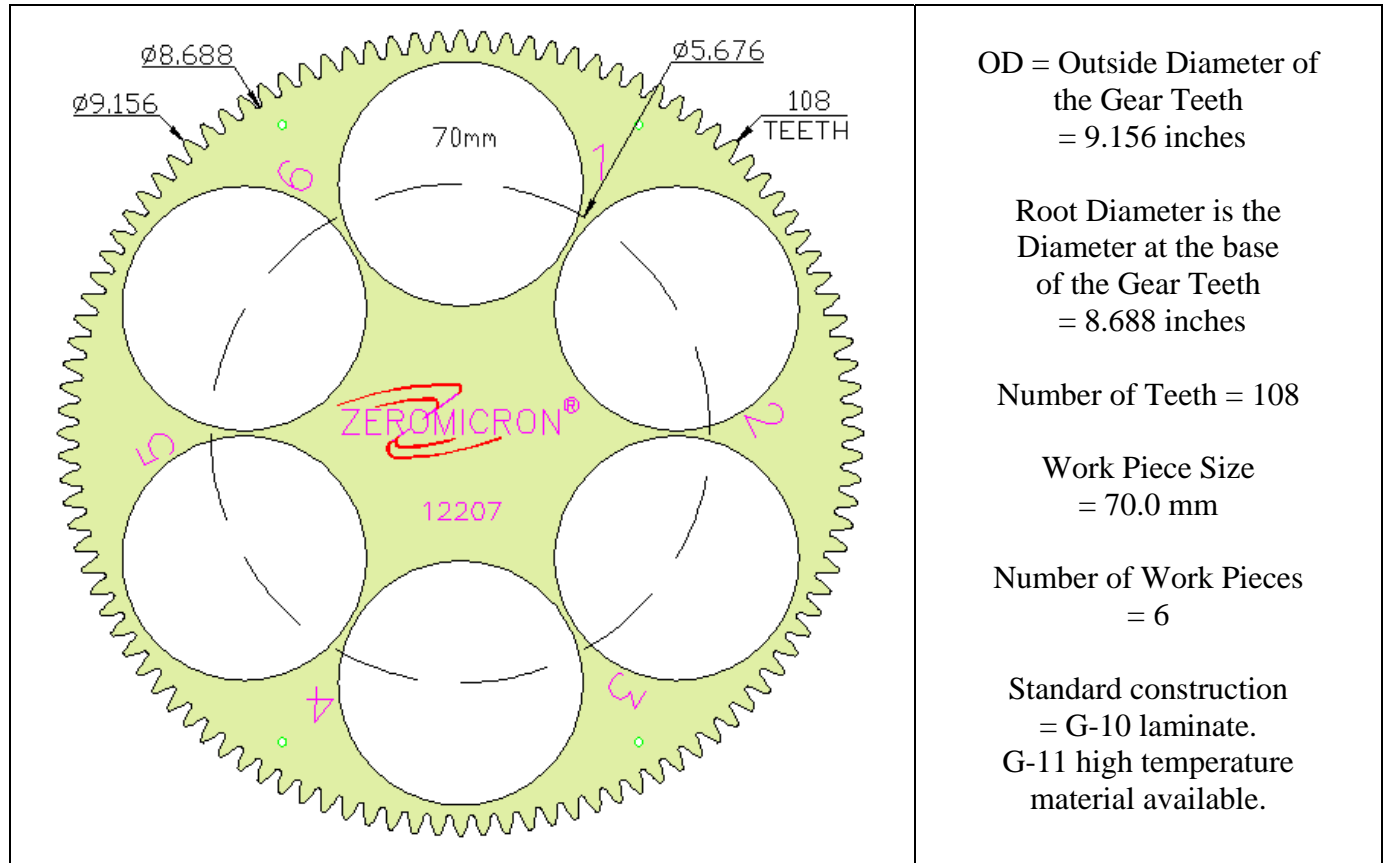 Ø8.688
Ø9.156
Ø5.676
108
TEETH
70mm
1
2
3
4
5
6
ZEROMICRON®
12207
OD = Outside Diameter of
the Gear Teeth
= 9.156 inches
Root Diameter is the
Diameter at the base
of the Gear Teeth
= 8.688 inches
Number of Teeth = 108
Work Piece Size
= 70.0 mm
Number of Work Pieces
= 6
Standard construction
= G-10 laminate.
G-11 high temperature
material available.